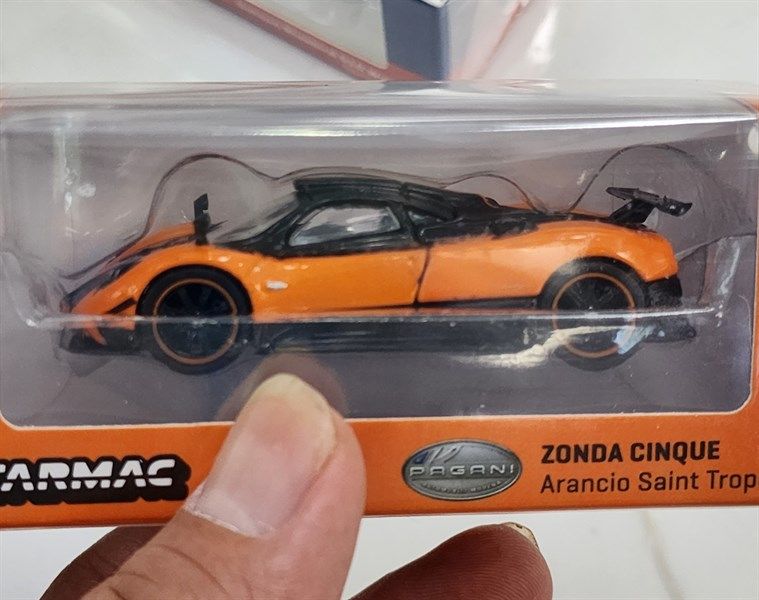 TARMAC
PAGANI
ZONDA CINQUE
Arancio Saint Trop